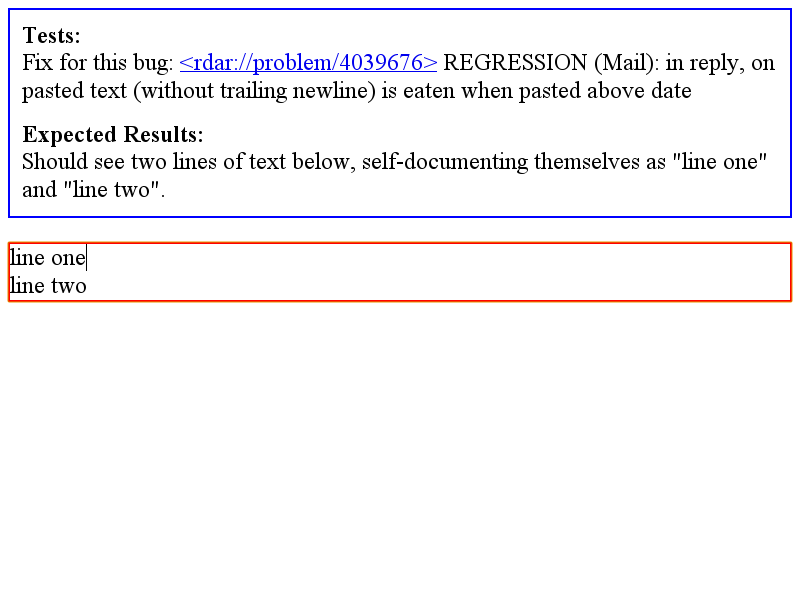 Tests:
Fix for this bug: <rdar://problem/4039676> REGRESSION (Mail): in reply, on
pasted text (without trailing newline) is eaten when pasted above date
Expected Results:
Should see two lines of text below, self-documenting themselves as "line one"
and "line two".
line one
line two